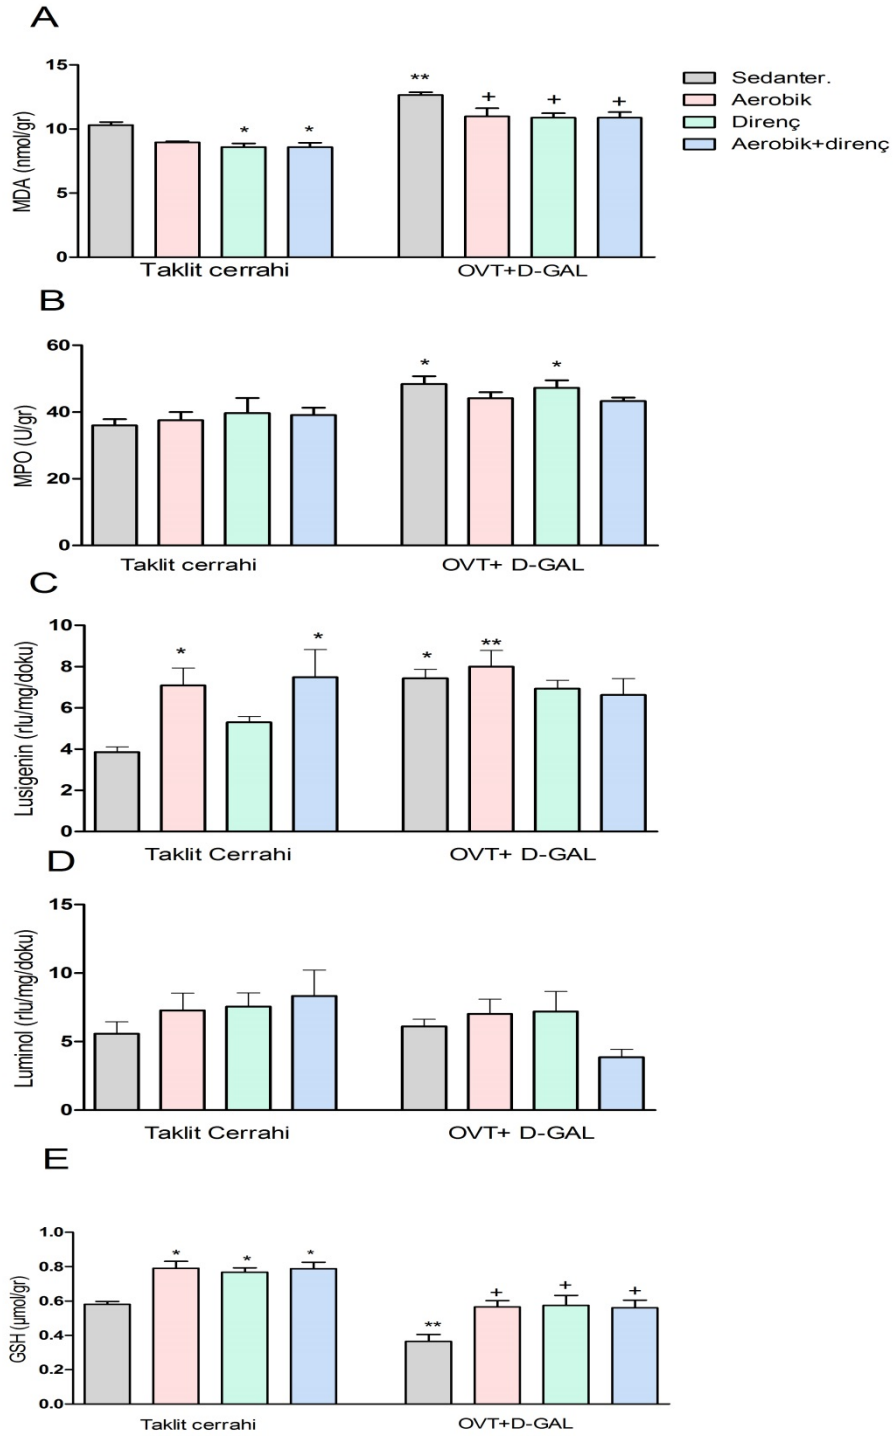 A
MDA (nmol/gr)
15
10
5
0
* * ** + + +
Taklit cerrahi OVT+D-GAL
Sedanter.
Aerobik
Direnç
Aerobik+direnç
B
MPO (U/gr)
60
40
20
0
* *
Taklit cerrahi OVT+ D-GAL
C
Lusigenin (rlu/mg/doku)
10
8
6
4
2
0
* * * **
Taklit Cerrahi OVT+ D-GAL
D
Luminol (rlu/mg/doku)
15
10
5
0
Taklit Cerrahi OVT+ D-GAL
E
GSH (µmol/gr)
1.0
0.8
0.6
0.4
0.2
0.0
* * * ** + + +
Taklit cerrahi OVT+D-GAL